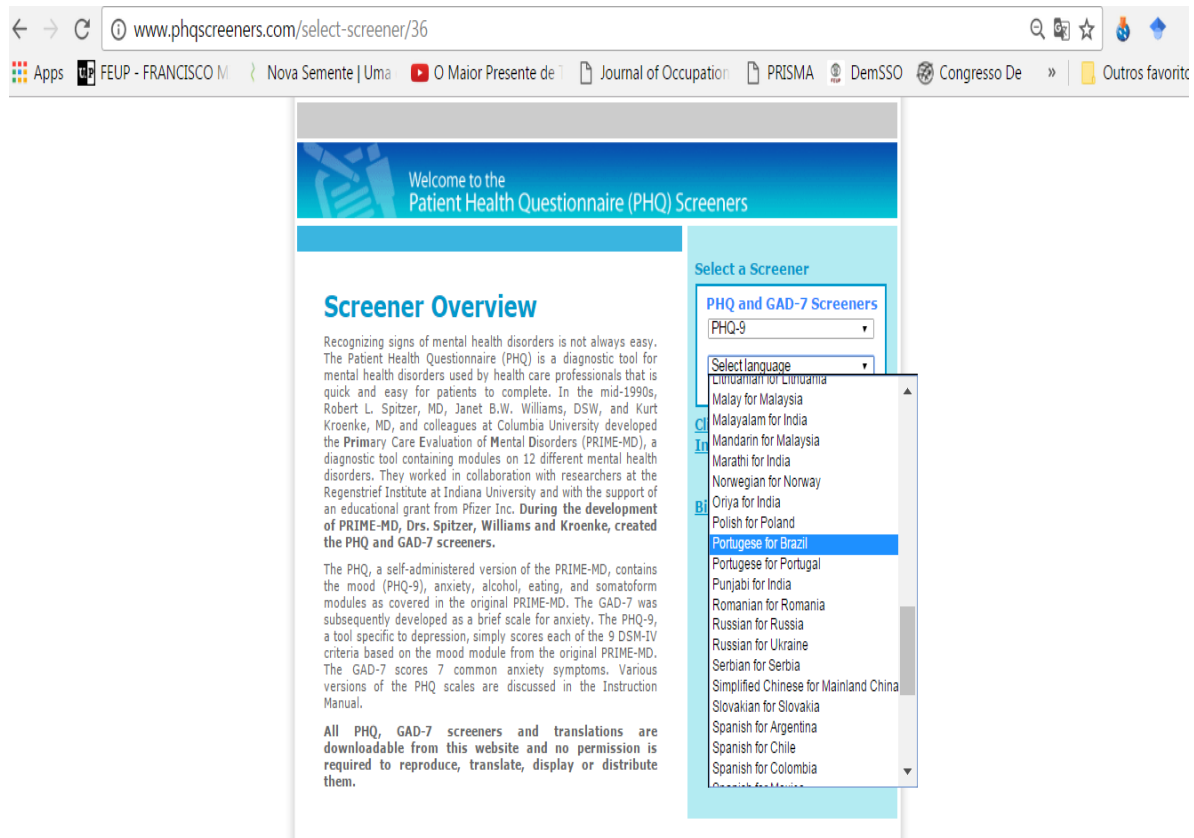 www.phqscreeners.com/select-screener/36
Apps FEUP - FRANCISCO M Nova Semente | Uma O Maior Presente de T Journal of Occupation PRISMA DemSSO Congresso De » Outros favorito
Welcome to the
Patient Health Questionnaire (PHQ) Screeners
Screener Overview
Recognizing signs of mental health disorders is not always easy.
The Patient Health Questionnaire (PHQ) is a diagnostic tool for
mental health disorders used by health care professionals that is
quick and easy for patients to complete. In the mid-1990s,
Robert L. Spitzer, MD, Janet B.W. Williams, DSW, and Kurt
Kroenke, MD, and colleagues at Columbia University developed
the Primary Care Evaluation of Mental Disorders (PRIME-MD), a
diagnostic tool containing modules on 12 different mental health
disorders. They worked in collaboration with researchers at the
Regenstrief Institute at Indiana University and with the support of
an educational grant from Pfizer Inc. During the development
of PRIME-MD, Drs. Spitzer, Williams and Kroenke, created
the PHQ and GAD-7 screeners.
The PHQ, a self-administered version of the PRIME-MD, contains
the mood (PHQ-9), anxiety, alcohol, eating, and somatoform
modules as covered in the original PRIME-MD. The GAD-7 was
subsequently developed as a brief scale for anxiety. The PHQ-9,
a tool specific to depression, simply scores each of the 9 DSM-IV
criteria based on the mood module from the original PRIME-MD.
The GAD-7 scores 7 common anxiety symptoms. Various
versions of the PHQ scales are discussed in the Instruction
Manual.
All PHQ, GAD-7 screeners and translations are
downloadable from this website and no permission is
required to reproduce, translate, display or distribute
them.
Select a Screener
PHQ and GAD-7 Screeners
PHQ-9
Select language
Lithuanian for Lithuania
Malay for Malaysia
Malayalam for India
Mandarin for Malaysia
Marathi for India
Norwegian for Norway
Oriya for India
Polish for Poland
Portugese for Brazil
Portugese for Portugal
Punjabi for India
Romanian for Romania
Russian for Russia
Russian for Ukraine
Serbian for Serbia
Simplified Chinese for Mainland China
Slovakian for Slovakia
Spanish for Argentina
Spanish for Chile
Spanish for Colombia